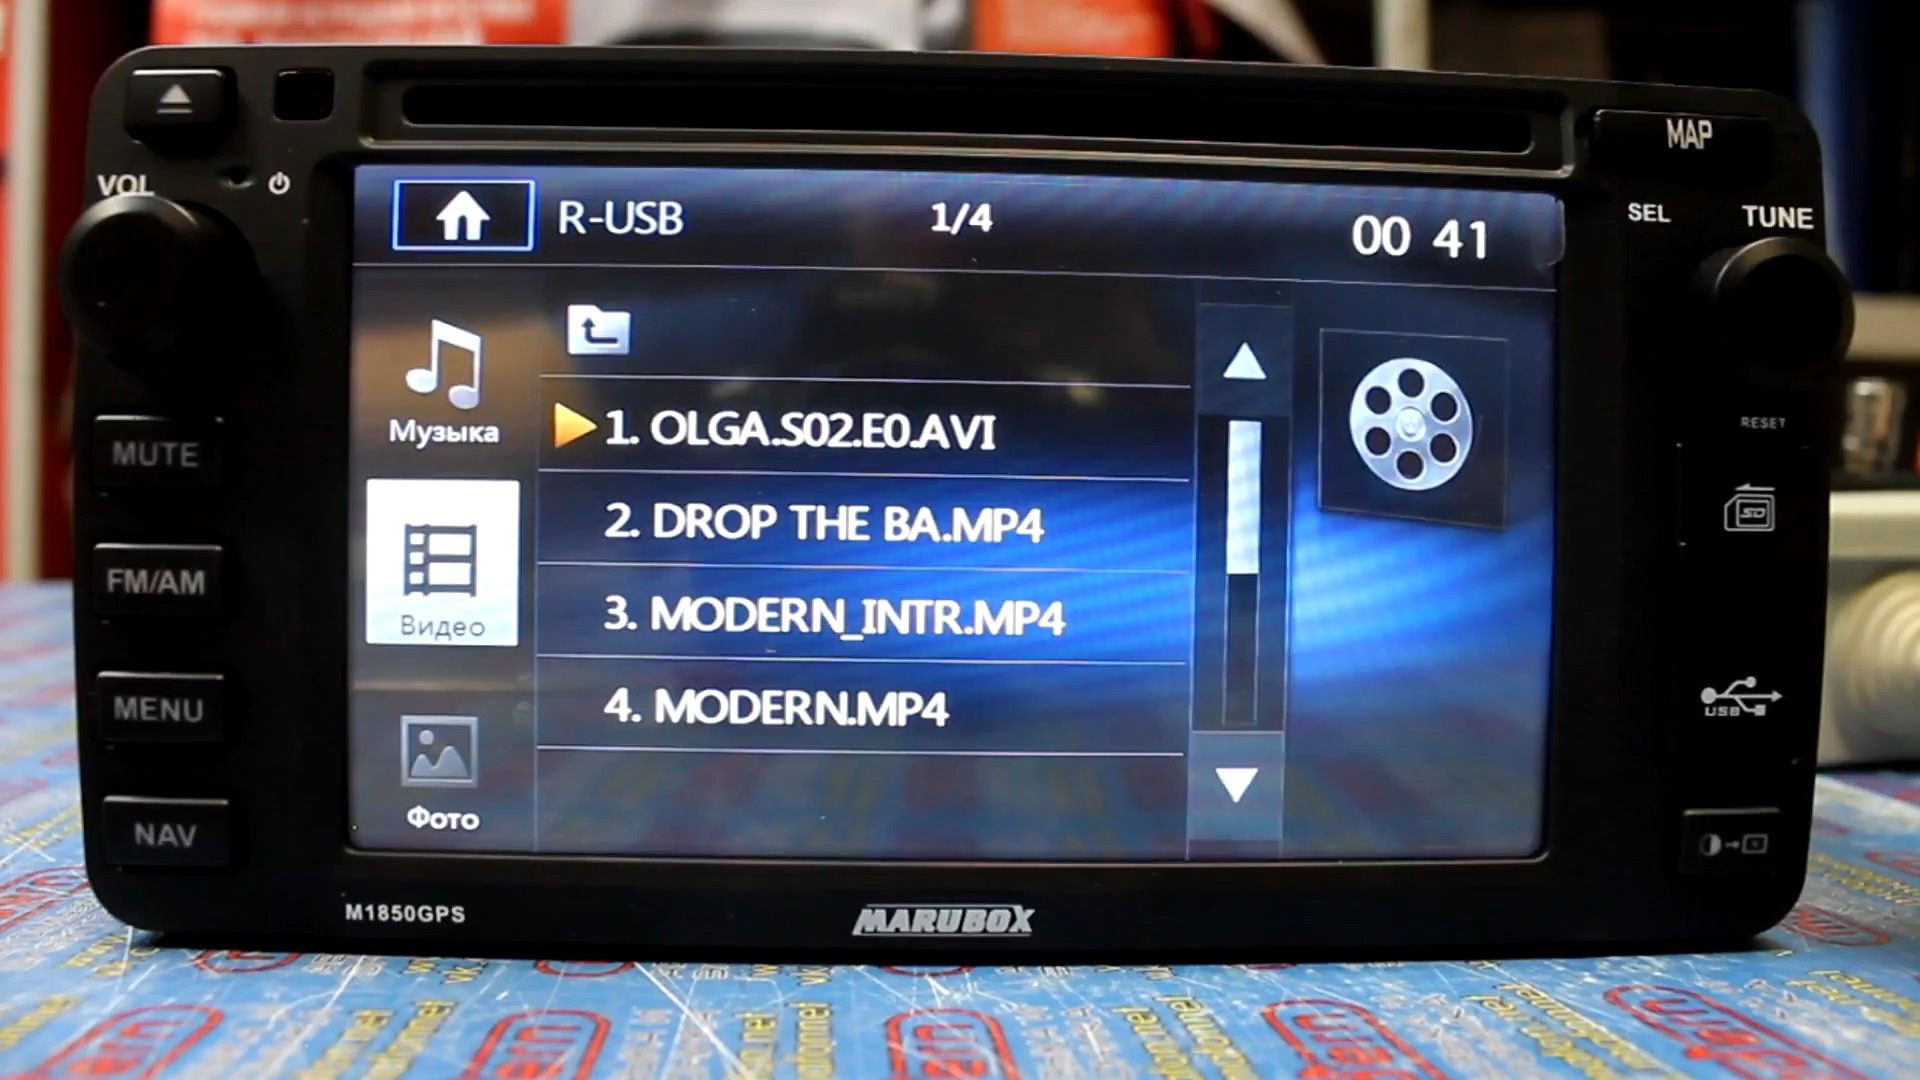 MAP
VOL
SEL
TUNE
R-USB
1/4
00 41
Музыка
1. OLGA.S02.E0.AVI
RESET
MUTE
2. DROP THE BA.MP4
SD
FM/AM
Видео
3. MODERN_INTR.MP4
MENU
4. MODERN.MP4
USB
Фото
NAV
M1850GPS
MARUBOX